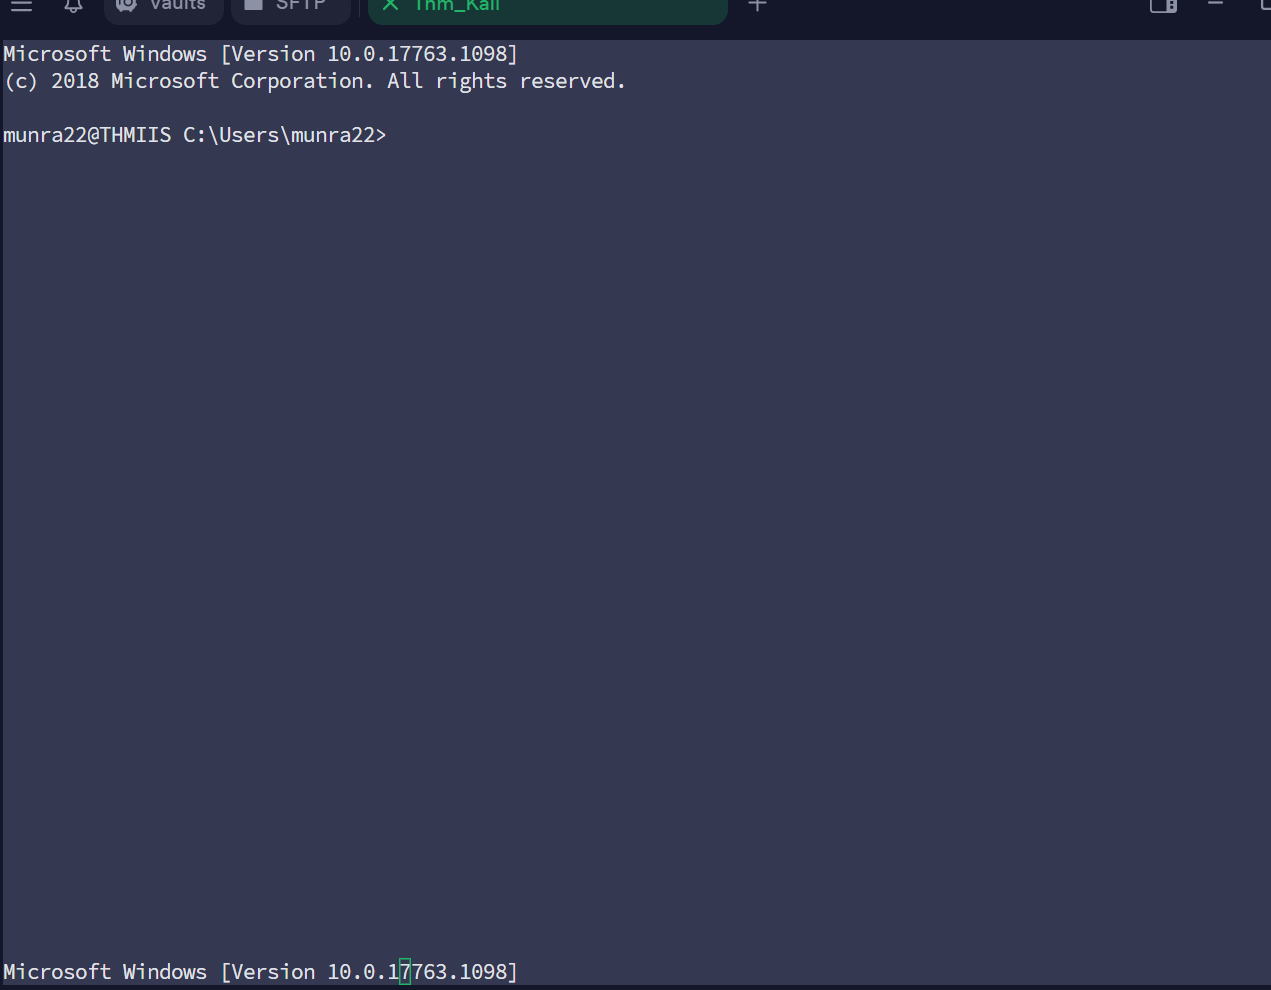 Vaults SFTP Thm_Kali
Microsoft Windows [Version 10.0.17763.1098]
(c) 2018 Microsoft Corporation. All rights reserved.
munra22@THMIIS C:\Users\munra22>
Microsoft Windows [Version 10.0.17763.1098]